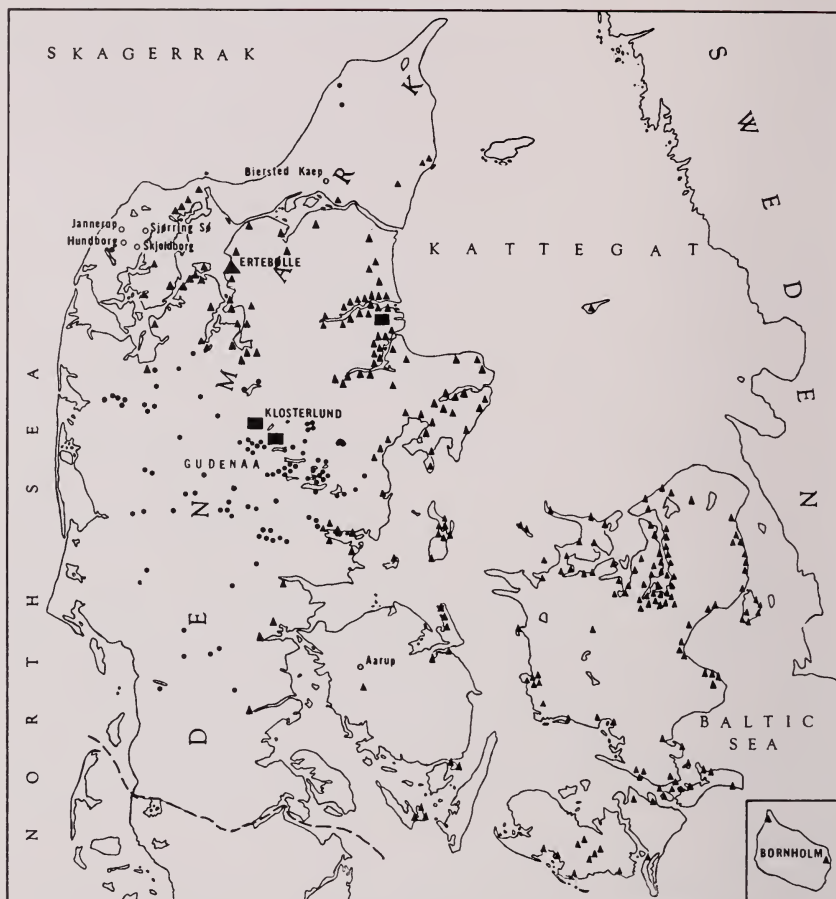 SKAGERRAK
SWEDEN
Biersted Kaep
Jannerup
Sjørring Sø
Hundborg
Skjoldborg
KATTEGAT
ERTEBØLLE
DENMARK
KLOSTERLUND
GUDENAA
NORTH SEA
Aarup
BALTIC
SEA
BORNHOLM